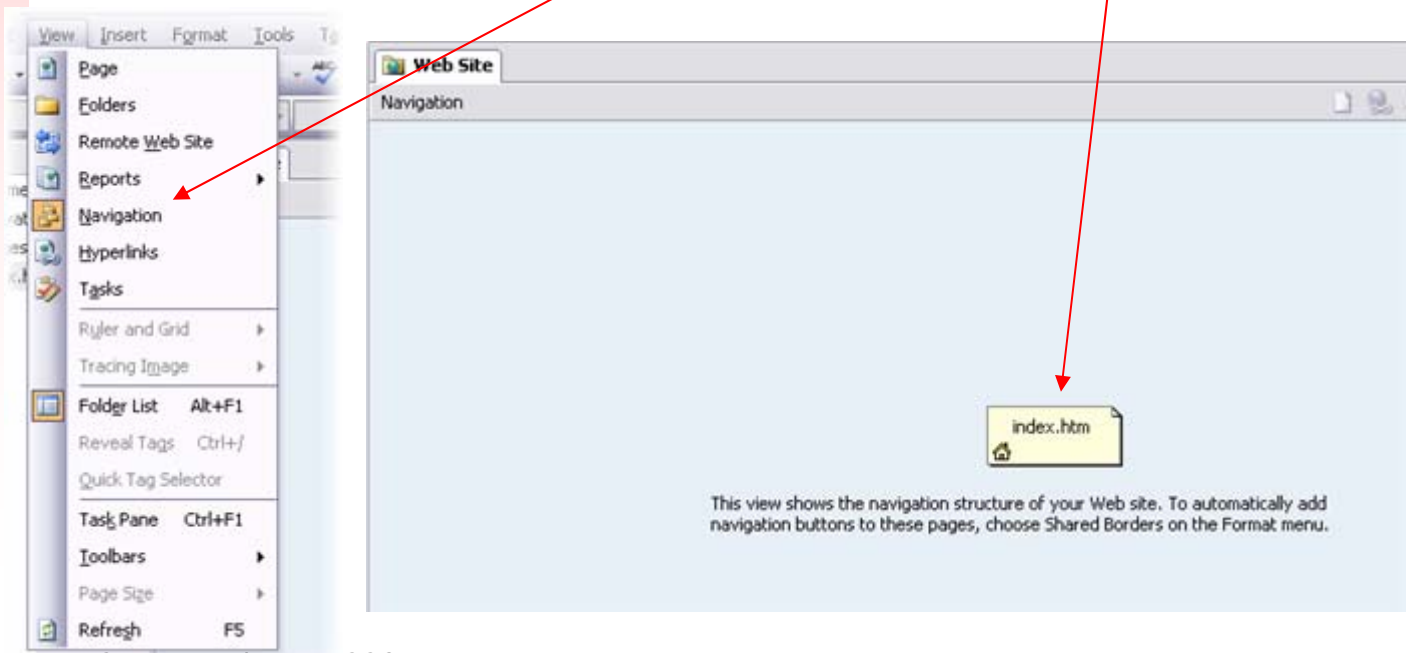 View Insert Format Tools
Page
Folders
Remote Web Site
Reports
Navigation
Hyperlinks
Tasks
Ruler and Grid
Tracing Image
Folder List Alt+F1
Reveal Tags Ctrl+/
Quick Tag Selector
Task Pane Ctrl+F1
Toolbars
Page Size
Refresh F5
Web Site
Navigation
index.htm
This view shows the navigation structure of your Web site. To automatically add
navigation buttons to these pages, choose Shared Borders on the Format menu.